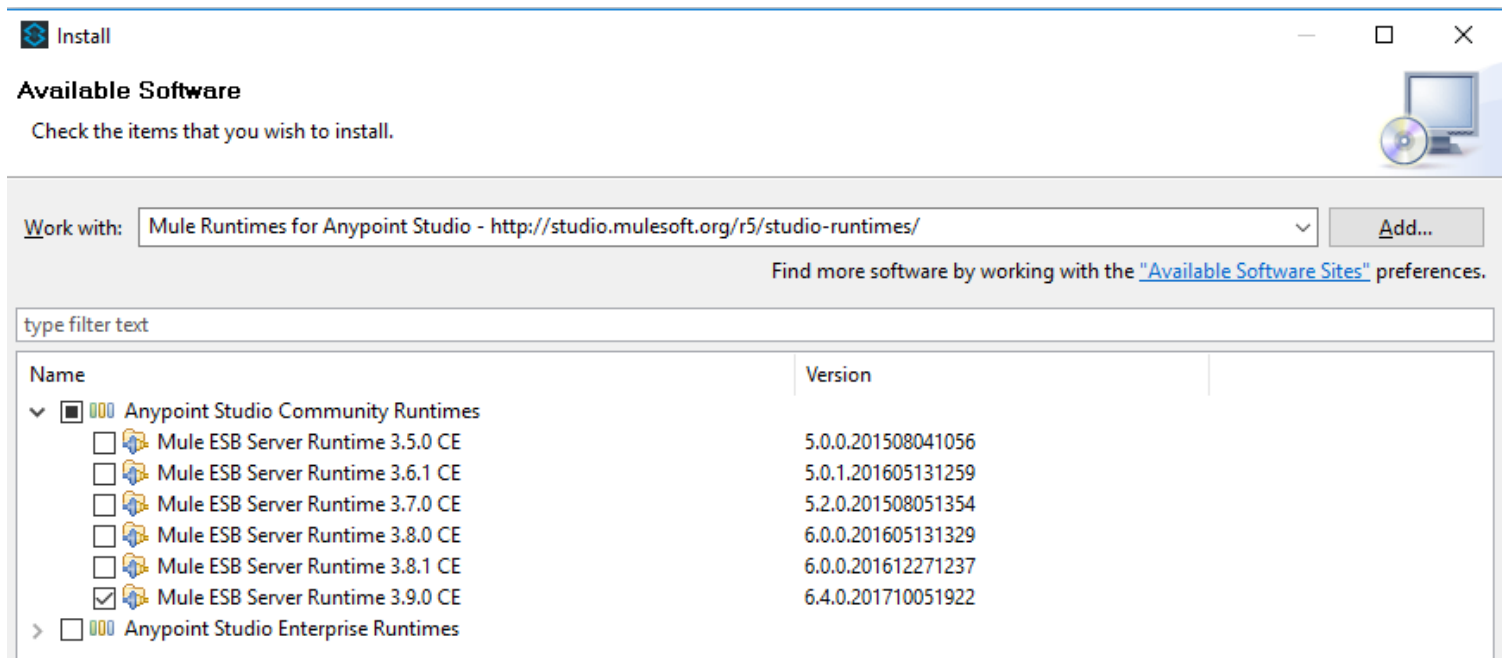 Install
Available Software
Check the items that you wish to install.
Work with: Mule Runtimes for Anypoint Studio - http://studio.mulesoft.org/r5/studio-runtimes/ Add...
Find more software by working with the "Available Software Sites" preferences.
type filter text
Name Version
Anypoint Studio Community Runtimes
Mule ESB Server Runtime 3.5.0 CE 5.0.0.201508041056
Mule ESB Server Runtime 3.6.1 CE 5.0.1.201605131259
Mule ESB Server Runtime 3.7.0 CE 5.2.0.201508051354
Mule ESB Server Runtime 3.8.0 CE 6.0.0.201605131329
Mule ESB Server Runtime 3.8.1 CE 6.0.0.201612271237
Mule ESB Server Runtime 3.9.0 CE 6.4.0.201710051922
Anypoint Studio Enterprise Runtimes